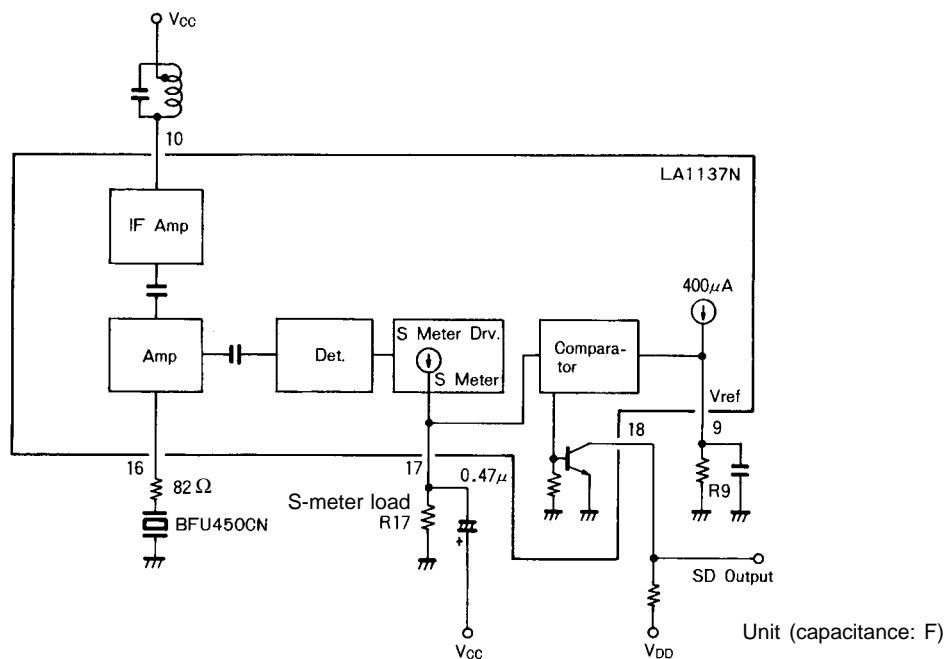 VCC
10
LA1137N
IF Amp
400μA
Amp
Det.
S Meter Drv.
S Meter
Compara-
tor
Vref
18
9
16
17
0.47μ
82Ω
S-meter load
R17
R9
BFU450CN
+
SD Output
VCC
VDD
Unit (capacitance: F)